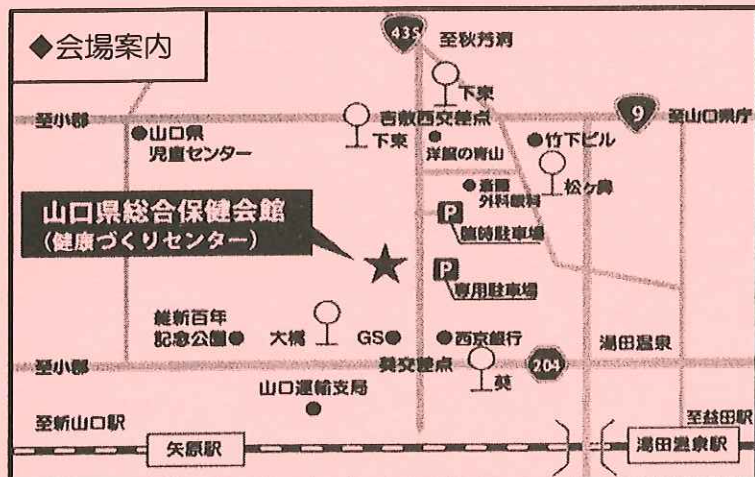 ◆会場案内
435
至秋芳洞
下東
至小郡
吉敷西交差点
9
至山口県庁
山口県
児童センター
下東
洋服の青山
竹下ビル
松ヶ鼻
斎藤
外科眼科
山口県総合保健会館
(健康づくりセンター)
P
臨時駐車場
P
専用駐車場
維新百年
記念公園
大橋
GS
西京銀行
湯田温泉
至小郡
葵交差点
204
葵
山口運輸支局
至新山口駅
至益田駅
矢原駅
湯田温泉駅